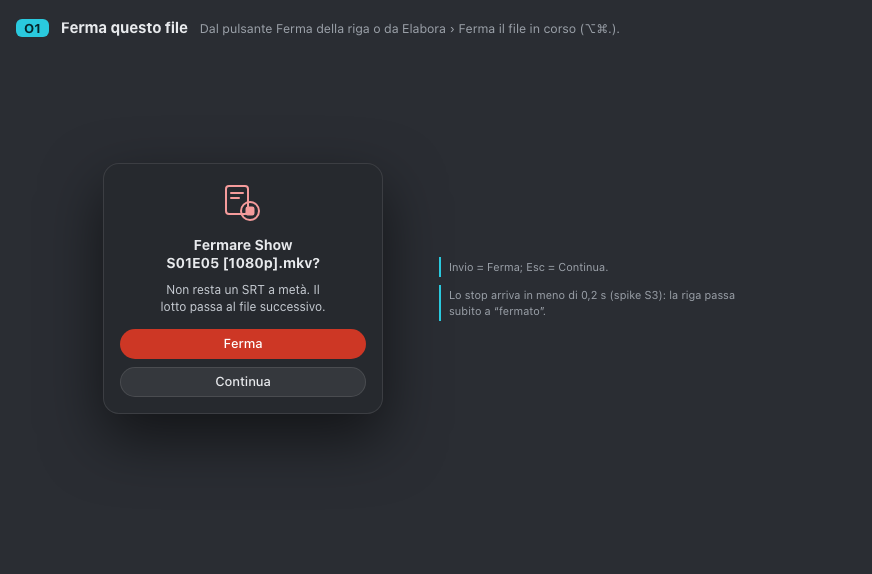 O1 Ferma questo file Dal pulsante Ferma della riga o da Elabora › Ferma il file in corso (⌥⌘.).
Fermare Show
S01E05 [1080p].mkv?
Non resta un SRT a metà. Il
lotto passa al file successivo.
Ferma
Continua
Invio = Ferma; Esc = Continua.
Lo stop arriva in meno di 0,2 s (spike S3): la riga passa
subito a “fermato”.